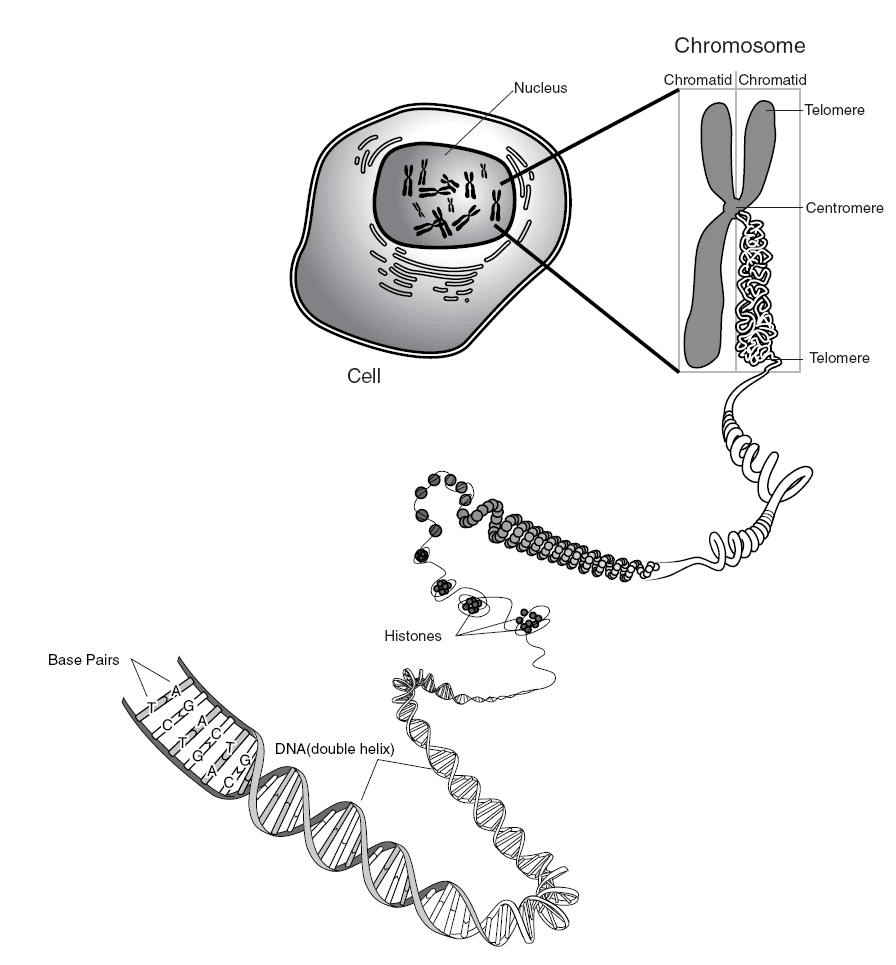 Chromosome
Chromatid Chromatid
Nucleus
Telomere
Centromere
Telomere
Cell
Histones
Base Pairs
T A
C G
T A
G C
A T
C G
DNA(double helix)